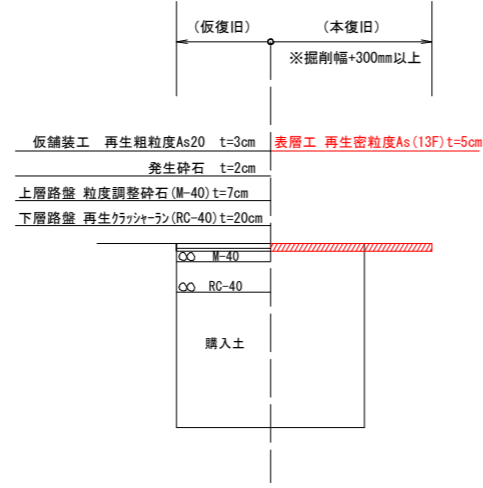 (仮復旧)
(本復旧)
※掘削幅+300mm以上
仮舗装工 再生粗粒度As20 t=3cm
表層工 再生密粒度As(13F)t=5cm
発生砕石 t=2cm
上層路盤 粒度調整砕石(M-40)t=7cm
下層路盤 再生クラッシャーラン(RC-40)t=20cm
M-40
RC-40
購入土